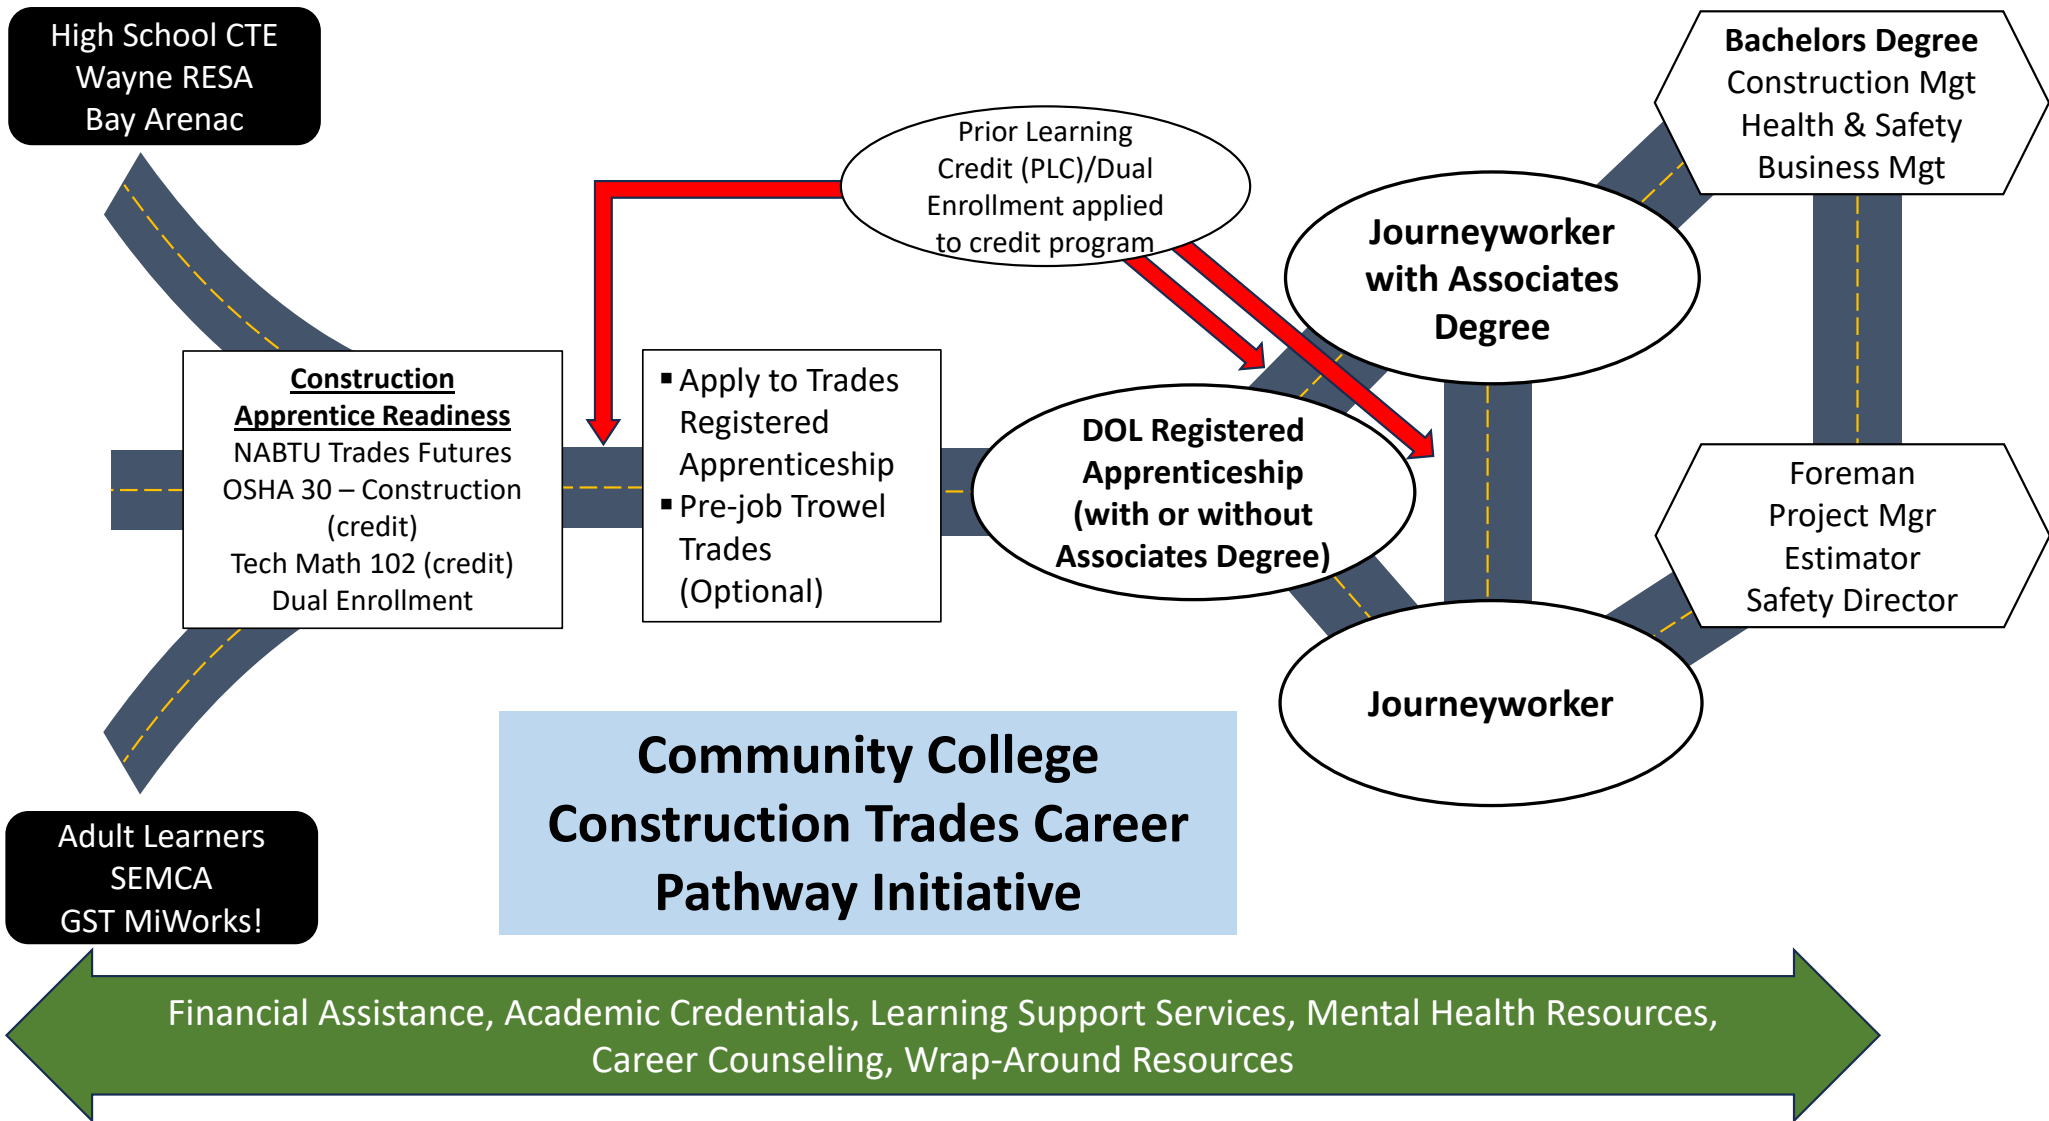 High School CTE
Wayne RESA
Bay Arenac
Prior Learning
Credit (PLC)/Dual
Enrollment applied
to credit program
Bachelors Degree
Construction Mgt
Health & Safety
Business Mgt
Journeyworker
with Associates
Degree
Construction
Apprentice Readiness
NABTU Trades Futures
OSHA 30 – Construction
(credit)
Tech Math 102 (credit)
Dual Enrollment
▪ Apply to Trades
Registered
Apprenticeship
▪ Pre-job Trowel
Trades
(Optional)
DOL Registered
Apprenticeship
(with or without
Associates Degree)
Foreman
Project Mgr
Estimator
Safety Director
Journeyworker
Community College
Construction Trades Career
Pathway Initiative
Adult Learners
SEMCA
GST MiWorks!
Financial Assistance, Academic Credentials, Learning Support Services, Mental Health Resources,
Career Counseling, Wrap-Around Resources